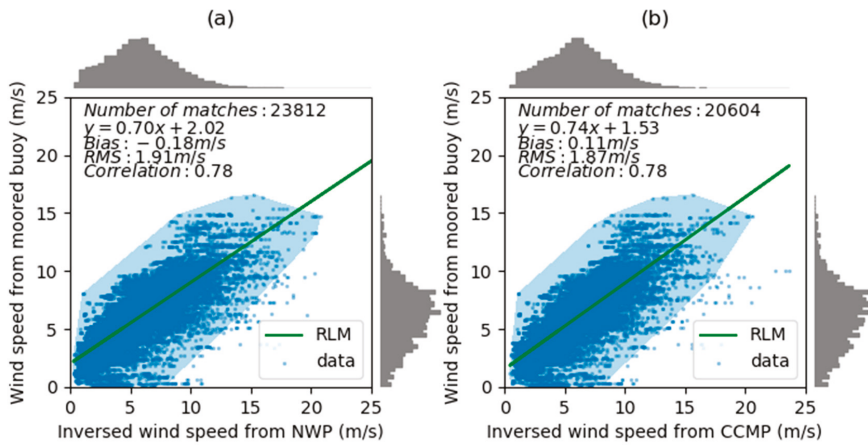 (a)
Number of matches: 23812
y = 0.70x + 2.02
Bias: − 0.18m/s
RMS: 1.91m/s
Correlation: 0.78
Wind speed from moored buoy (m/s)
25
20
15
10
5
0
RLM
data
0 5 10 15 20 25
Inversed wind speed from NWP (m/s)
(b)
Number of matches: 20604
y = 0.74x + 1.53
Bias: 0.11m/s
RMS: 1.87m/s
Correlation: 0.78
Wind speed from moored buoy (m/s)
25
20
15
10
5
0
RLM
data
0 5 10 15 20 25
Inversed wind speed from CCMP (m/s)